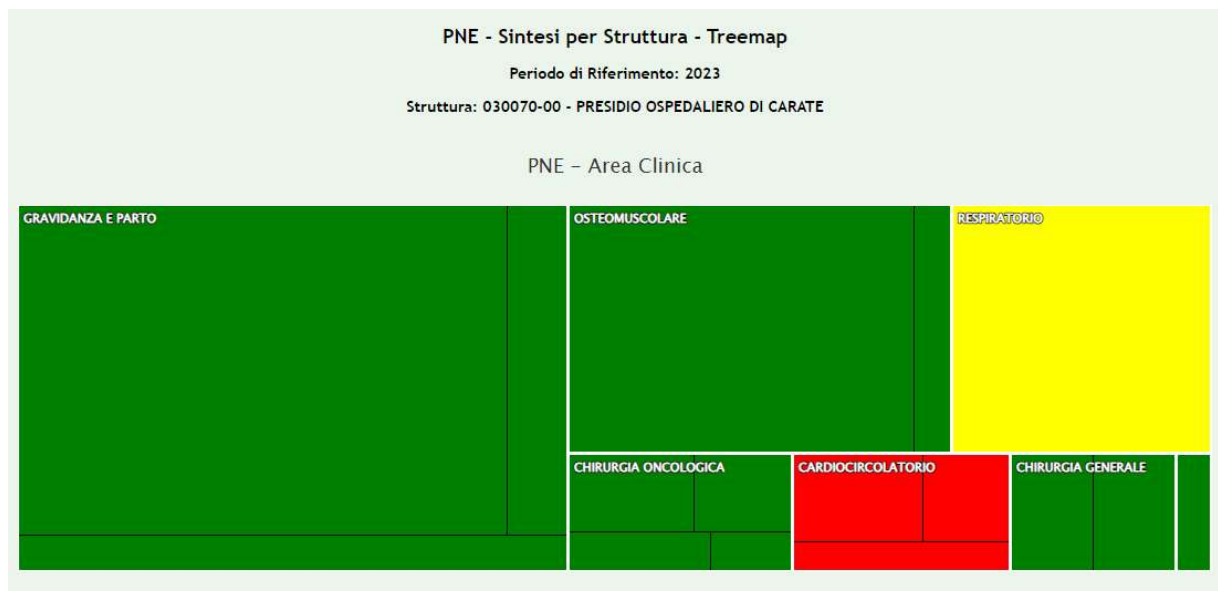 PNE - Sintesi per Struttura - Treemap
Periodo di Riferimento: 2023
Struttura: 030070-00 - PRESIDIO OSPEDALIERO DI CARATE
PNE - Area Clinica
GRAVIDANZA E PARTO
OSTEOMUSCOLARE
RESPIRATORIO
CHIRURGIA ONCOLOGICA
CARDIOCIRCOLATORIO
CHIRURGIA GENERALE